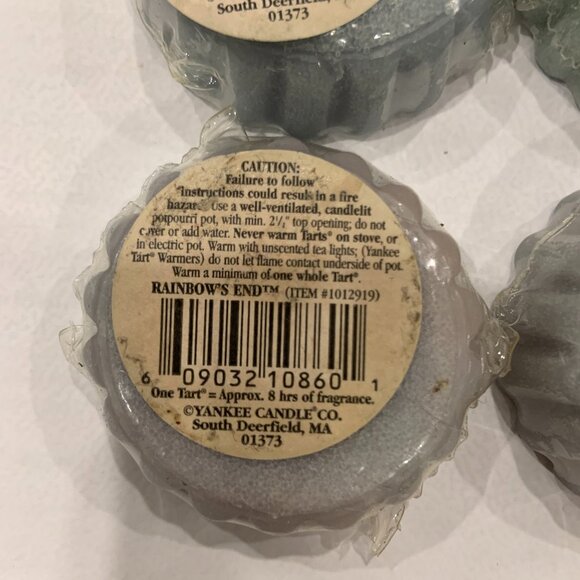 South Deerfield,
01373
CAUTION:
Failure to follow
instructions could result in a fire
hazard. Use a well-ventilated, candlelit
potpourri pot, with min. 2½" top opening; do not
cover or add water. Never warm Tarts® on stove, or
in electric pot. Warm with unscented tea lights; (Yankee
Tart® Warmers) do not let flame contact underside of pot.
Warm a minimum of one whole Tart®.
RAINBOW'S END™ (ITEM #1012919)
6 09032 10860 1
One Tart® = Approx. 8 hrs of fragrance.
©YANKEE CANDLE® CO.
South Deerfield, MA
01373